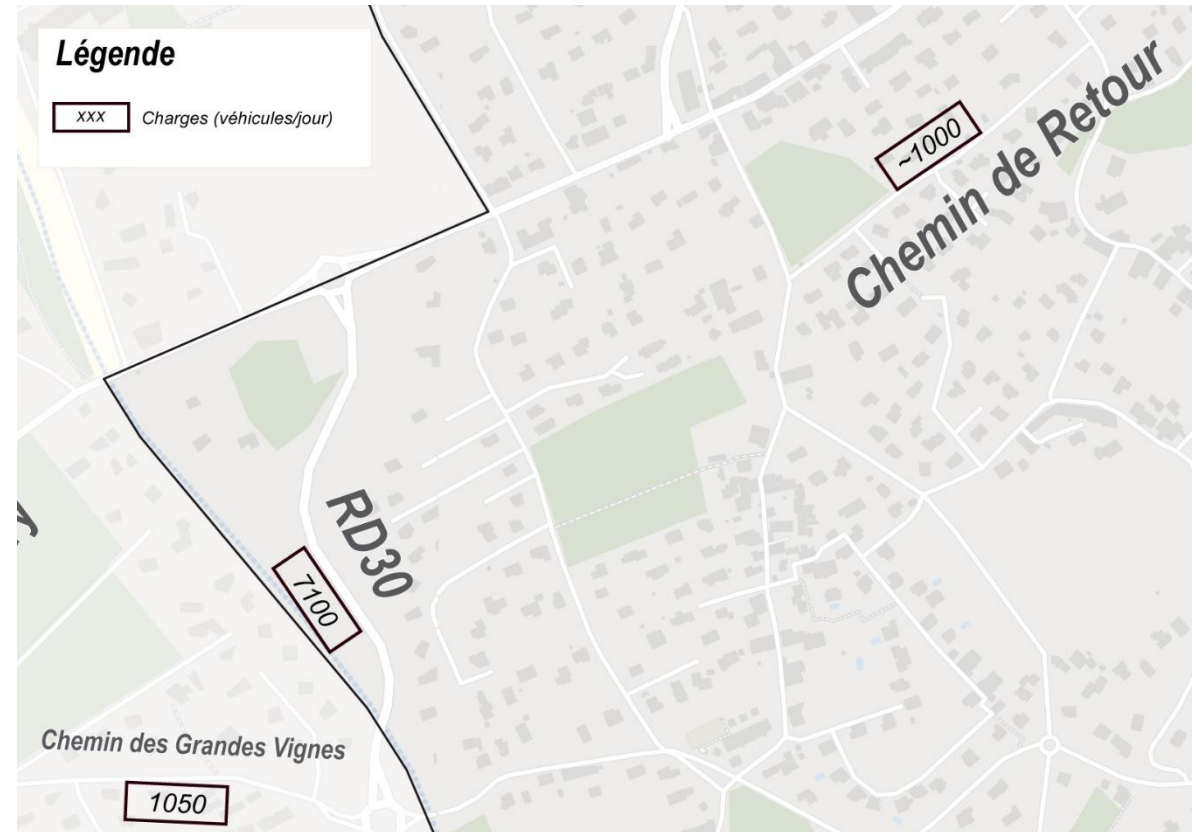 Légende
XXX Charges (véhicules/jour)
~1000
Chemin de Retour
RD30
7100
Chemin des Grandes Vignes
1050